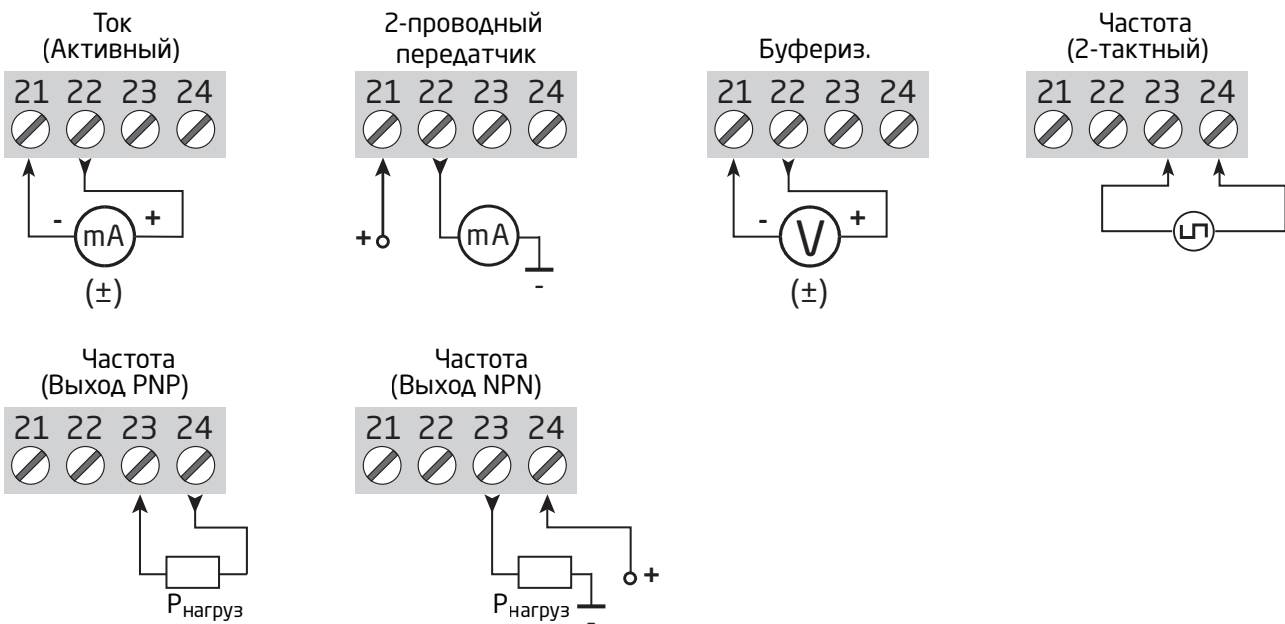 Ток
(Активный)
21 22 23 24
- mA +
(±)
2-проводный
передатчик
21 22 23 24
+ mA
-
Буфериз.
21 22 23 24
- V +
(±)
Частота
(2-тактный)
21 22 23 24
Частота
(Выход PNP)
21 22 23 24
Pнагруз
Частота
(Выход NPN)
21 22 23 24
+
Pнагруз
-